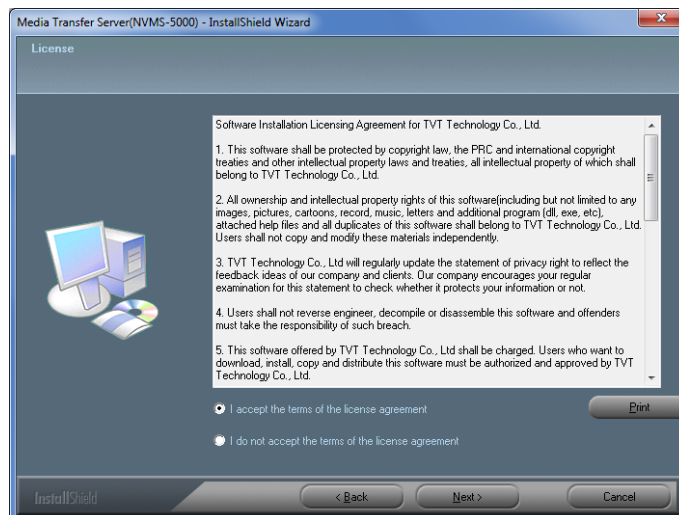 Media Transfer Server(NVMS-5000) - InstallShield Wizard
License
Software Installation Licensing Agreement for TVT Technology Co., Ltd.
1. This software shall be protected by copyright law, the PRC and international copyright
treaties and other intellectual property laws and treaties, all intellectual property of which shall
belong to TVT Technology Co., Ltd.
2. All ownership and intellectual property rights of this software(including but not limited to any
images, pictures, cartoons, record, music, letters and additional program (dll, exe, etc),
attached help files and all duplicates of this software shall belong to TVT Technology Co., Ltd.
Users shall not copy and modify these materials independently.
3. TVT Technology Co., Ltd will regularly update the statement of privacy right to reflect the
feedback ideas of our company and clients. Our company encourages your regular
examination for this statement to check whether it protects your information or not.
4. Users shall not reverse engineer, decompile or disassemble this software and offenders
must take the responsibility of such breach.
5. This software offered by TVT Technology Co., Ltd shall be charged. Users who want to
download, install, copy and distribute this software must be authorized and approved by TVT
Technology Co., Ltd.
I accept the terms of the license agreement
Print
I do not accept the terms of the license agreement
InstallShield
< Back
Next >
Cancel